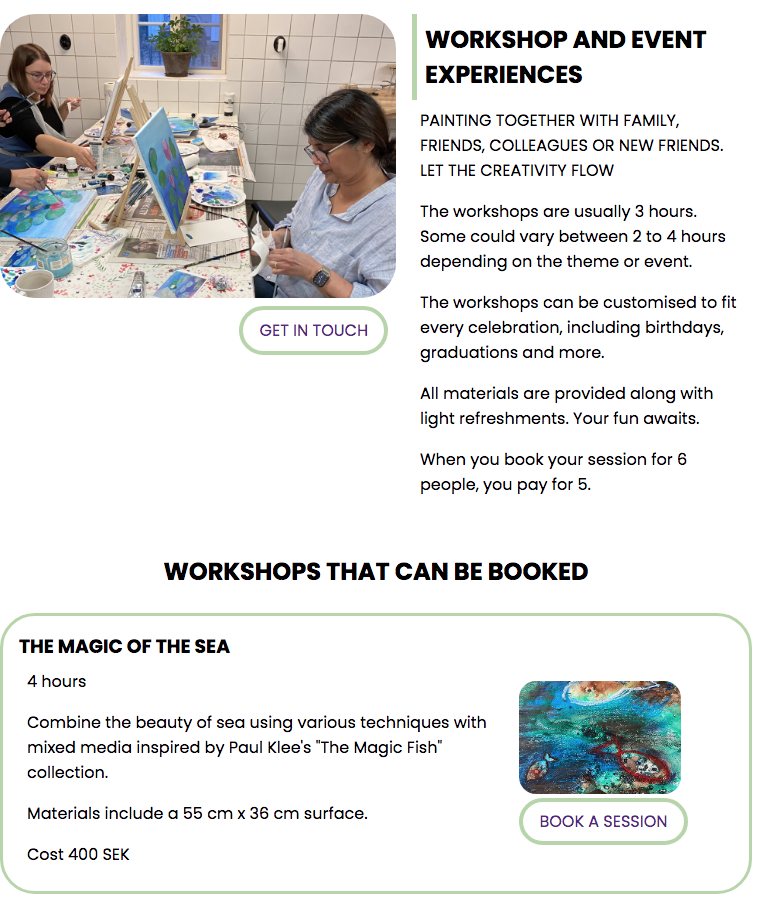 WORKSHOP AND EVENT
EXPERIENCES
PAINTING TOGETHER WITH FAMILY,
FRIENDS, COLLEAGUES OR NEW FRIENDS.
LET THE CREATIVITY FLOW
The workshops are usually 3 hours.
Some could vary between 2 to 4 hours
depending on the theme or event.
The workshops can be customised to fit
every celebration, including birthdays,
graduations and more.
All materials are provided along with
light refreshments. Your fun awaits.
When you book your session for 6
people, you pay for 5.
GET IN TOUCH
WORKSHOPS THAT CAN BE BOOKED
THE MAGIC OF THE SEA
4 hours
Combine the beauty of sea using various techniques with
mixed media inspired by Paul Klee's "The Magic Fish"
collection.
Materials include a 55 cm x 36 cm surface.
Cost 400 SEK
BOOK A SESSION